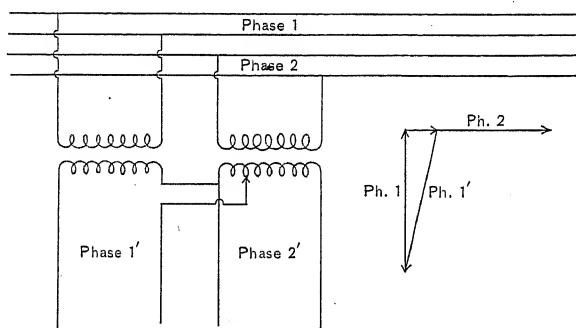 Phase 1
Phase 2
Ph. 2
Ph. 1
Ph. 1′
Phase 1′
Phase 2′